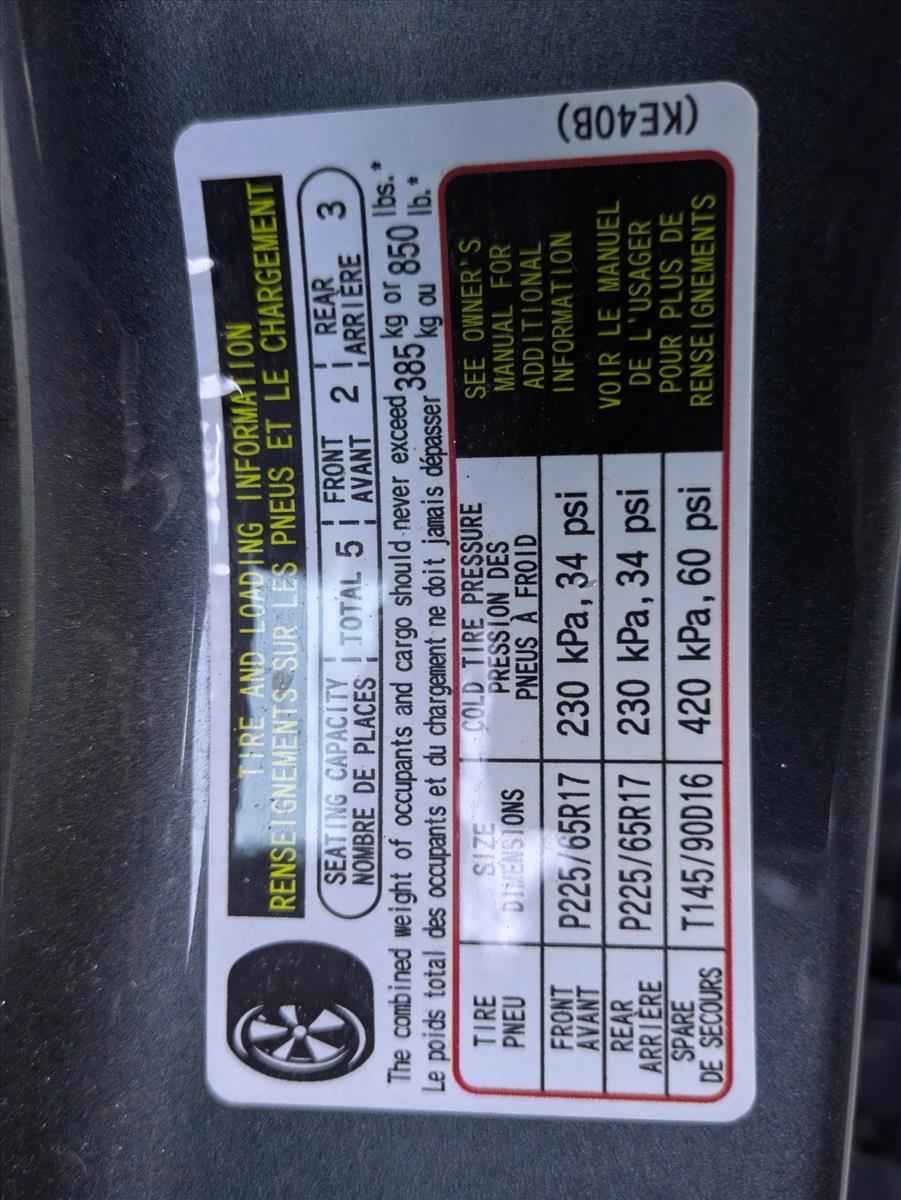 TIRE AND LOADING INFORMATION
RENSEIGNEMENTS SUR LES PNEUS ET LE CHARGEMENT
SEATING CAPACITY TOTAL 5 FRONT 2 REAR 3
NOMBRE DE PLACES AVANT ARRIÈRE
The combined weight of occupants and cargo should never exceed 385 kg or 850 lbs.*
Le poids total des occupants et du chargement ne doit jamais dépasser kg ou lb.*
TIRE SIZE COLD TIRE PRESSURE
PNEU DIMENSIONS PRESSION DES
PNEUS À FROID
FRONT P225/65R17 230 kPa, 34 psi
AVANT
REAR P225/65R17 230 kPa, 34 psi
ARRIÈRE
SPARE T145/90D16 420 kPa, 60 psi
DE SECOURS
SEE OWNER'S
MANUAL FOR
ADDITIONAL
INFORMATION
VOIR LE MANUEL
DE L'USAGER
POUR PLUS DE
RENSEIGNEMENTS
(KE40B)